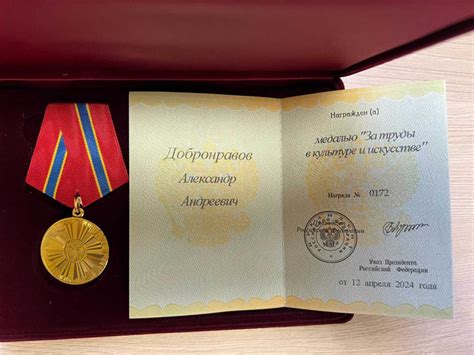 Добронравов
Александр
Андреевич
Награжден (а)
медалью "За труды
в культуре и искусстве"
Награда № 0172
Указ Президента
Российской Федерации
от 12 апреля 2024 года